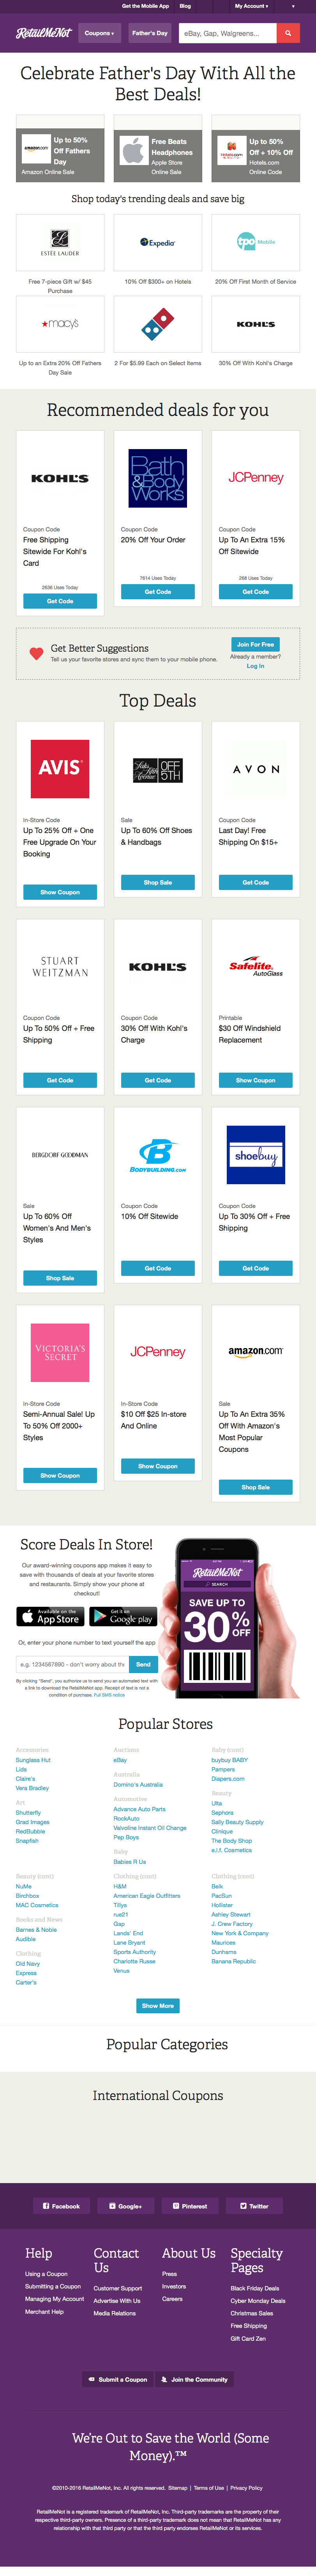 Get the Mobile App Blog My Account
RetailMeNot Coupons Father's Day eBay, Gap, Walgreens...
Celebrate Father's Day With All the
Best Deals!
amazon.com Up to 50%
Off Fathers
Day
Amazon Online Sale
Free Beats
Headphones
Apple Store
Online Sale
Up to 50%
Off + 10% Off
Hotels.com
Online Code
Shop today's trending deals and save big
ESTĒE LAUDER
Expedia
tpo Mobile
Free 7-piece Gift w/ $45
Purchase
10% Off $300+ on Hotels
20% Off First Month of Service
macy's
KOHL'S
Up to an Extra 20% Off Fathers
Day Sale
2 For $5.99 Each on Select Items
30% Off With Kohl's Charge
Recommended deals for you
KOHL'S
Coupon Code
Free Shipping
Sitewide For Kohl's
Card
2636 Uses Today
Get Code
Bath
& Body
Works
Coupon Code
20% Off Your Order
7614 Uses Today
Get Code
JCPenney
Coupon Code
Up To An Extra 15%
Off Sitewide
268 Uses Today
Get Code
Get Better Suggestions
Tell us your favorite stores and sync them to your mobile phone.
Join For Free
Already a member?
Log In
Top Deals
AVIS
In-Store Code
Up To 25% Off + One
Free Upgrade On Your
Booking
Show Coupon
Saks
Fifth
Avenue OFF
5TH
Sale
Up To 60% Off Shoes
& Handbags
Shop Sale
AVON
Coupon Code
Last Day! Free
Shipping On $15+
Get Code
STUART
WEITZMAN
Coupon Code
Up To 50% Off + Free
Shipping
Get Code
KOHL'S
Coupon Code
30% Off With Kohl's
Charge
Get Code
Safelite
AutoGlass
Printable
$30 Off Windshield
Replacement
Show Coupon
BERGDORF GOODMAN
Sale
Up To 60% Off
Women's And Men's
Styles
Shop Sale
BODYBUILDING.com
Coupon Code
10% Off Sitewide
Get Code
shoebuy
Coupon Code
Up To 30% Off + Free
Shipping
Get Code
VICTORIA'S
SECRET
In-Store Code
Semi-Annual Sale! Up
To 50% Off 2000+
Styles
Show Coupon
JCPenney
In-Store Code
$10 Off $25 In-store
And Online
Show Coupon
amazon.com
Sale
Up To An Extra 35%
Off With Amazon's
Most Popular
Coupons
Shop Sale
Score Deals In Store!
Our award-winning coupons app makes it easy to
save with thousands of deals at your favorite stores
and restaurants. Simply show your phone at
checkout!
Available on the
App Store
Get it on
Google play
Or, enter your phone number to text yourself the app
e.g. 1234567890 - don't worry about the Send
By clicking "Send", you authorize us to send you an automated text with
a link to download the RetailMeNot app. Receipt of text is not a
condition of purchase. Full SMS notice
RetailMeNot
SEARCH
SAVE UP TO
30% OFF
Popular Stores
Accessories
Sunglass Hut
Lids
Claire's
Vera Bradley
Art
Shutterfly
Grad Images
RedBubble
Snapfish
Auctions
eBay
Australia
Domino's Australia
Automotive
Advance Auto Parts
RockAuto
Valvoline Instant Oil Change
Pep Boys
Baby
Babies R Us
Baby (cont)
buybuy BABY
Pampers
Diapers.com
Beauty
Ulta
Sephora
Sally Beauty Supply
Clinique
The Body Shop
e.l.f. Cosmetics
Beauty (cont)
NuMe
Birchbox
MAC Cosmetics
Books and News
Barnes & Noble
Audible
Clothing
Old Navy
Express
Carter's
Clothing (cont)
H&M
American Eagle Outfitters
Tillys
rue21
Gap
Lands' End
Lane Bryant
Sports Authority
Charlotte Russe
Venus
Clothing (cont)
Belk
PacSun
Hollister
Ashley Stewart
J. Crew Factory
New York & Company
Maurices
Dunhams
Banana Republic
Show More
Popular Categories
International Coupons
Facebook Google+ Pinterest Twitter
Help
Using a Coupon
Submitting a Coupon
Managing My Account
Merchant Help
Contact
Us
Customer Support
Advertise With Us
Media Relations
About Us
Press
Investors
Careers
Specialty
Pages
Black Friday Deals
Cyber Monday Deals
Christmas Sales
Free Shipping
Gift Card Zen
Submit a Coupon Join the Community
We're Out to Save the World (Some
Money).™
©2010-2016 RetailMeNot, Inc. All rights reserved. Sitemap | Terms of Use | Privacy Policy
RetailMeNot is a registered trademark of RetailMeNot, Inc. Third-party trademarks are the property of their
respective third-party owners. Presence of a third-party trademark does not mean that RetailMeNot has any
relationship with that third party or that the third party endorses RetailMeNot or its services.